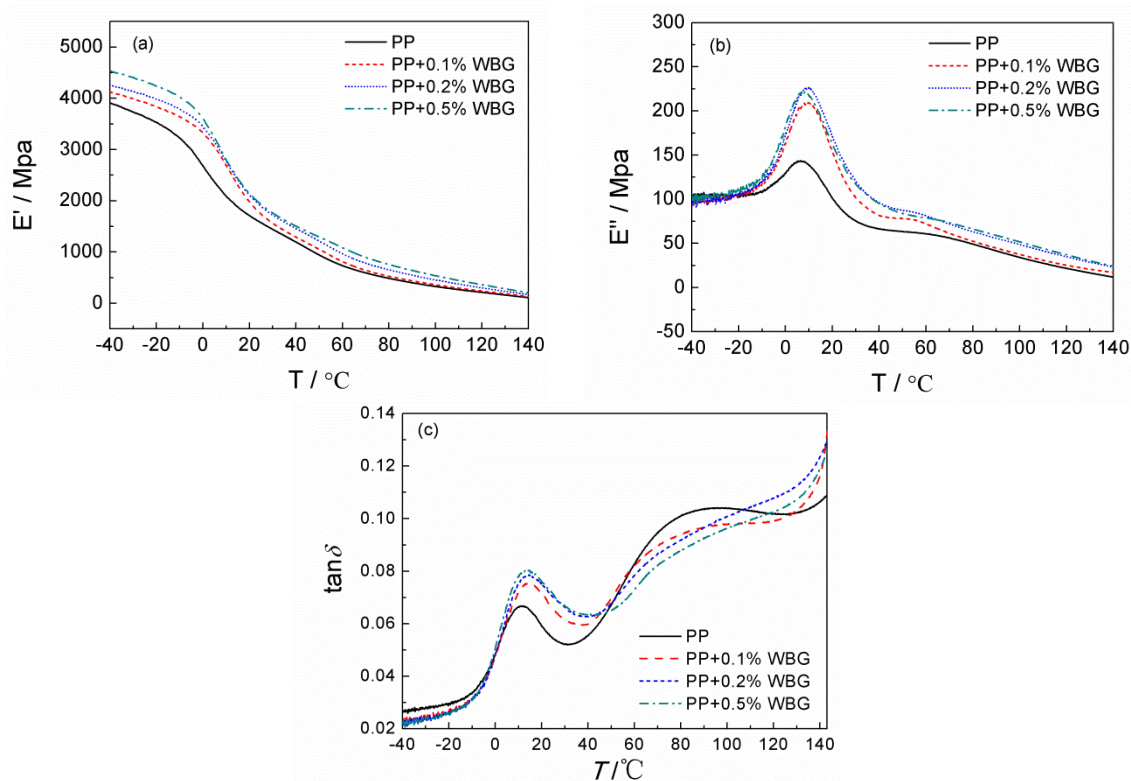 (a)
PP
PP+0.1% WBG
PP+0.2% WBG
PP+0.5% WBG
5000
4000
3000
2000
1000
0
E' / Mpa
-40 -20 0 20 40 60 80 100 120 140
T / °C
(b)
PP
PP+0.1% WBG
PP+0.2% WBG
PP+0.5% WBG
300
250
200
150
100
50
0
-50
E'' / Mpa
-40 -20 0 20 40 60 80 100 120 140
T / °C
(c)
0.14
0.12
0.10
0.08
0.06
0.04
0.02
tanδ
PP
PP+0.1% WBG
PP+0.2% WBG
PP+0.5% WBG
-40 -20 0 20 40 60 80 100 120 140
T /℃